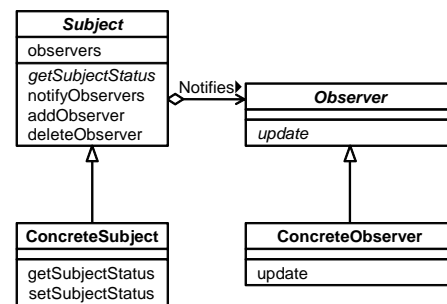 Subject
observers
getSubjectStatus
notifyObservers
addObserver
deleteObserver
Notifies
Observer
update
ConcreteSubject
getSubjectStatus
setSubjectStatus
ConcreteObserver
update